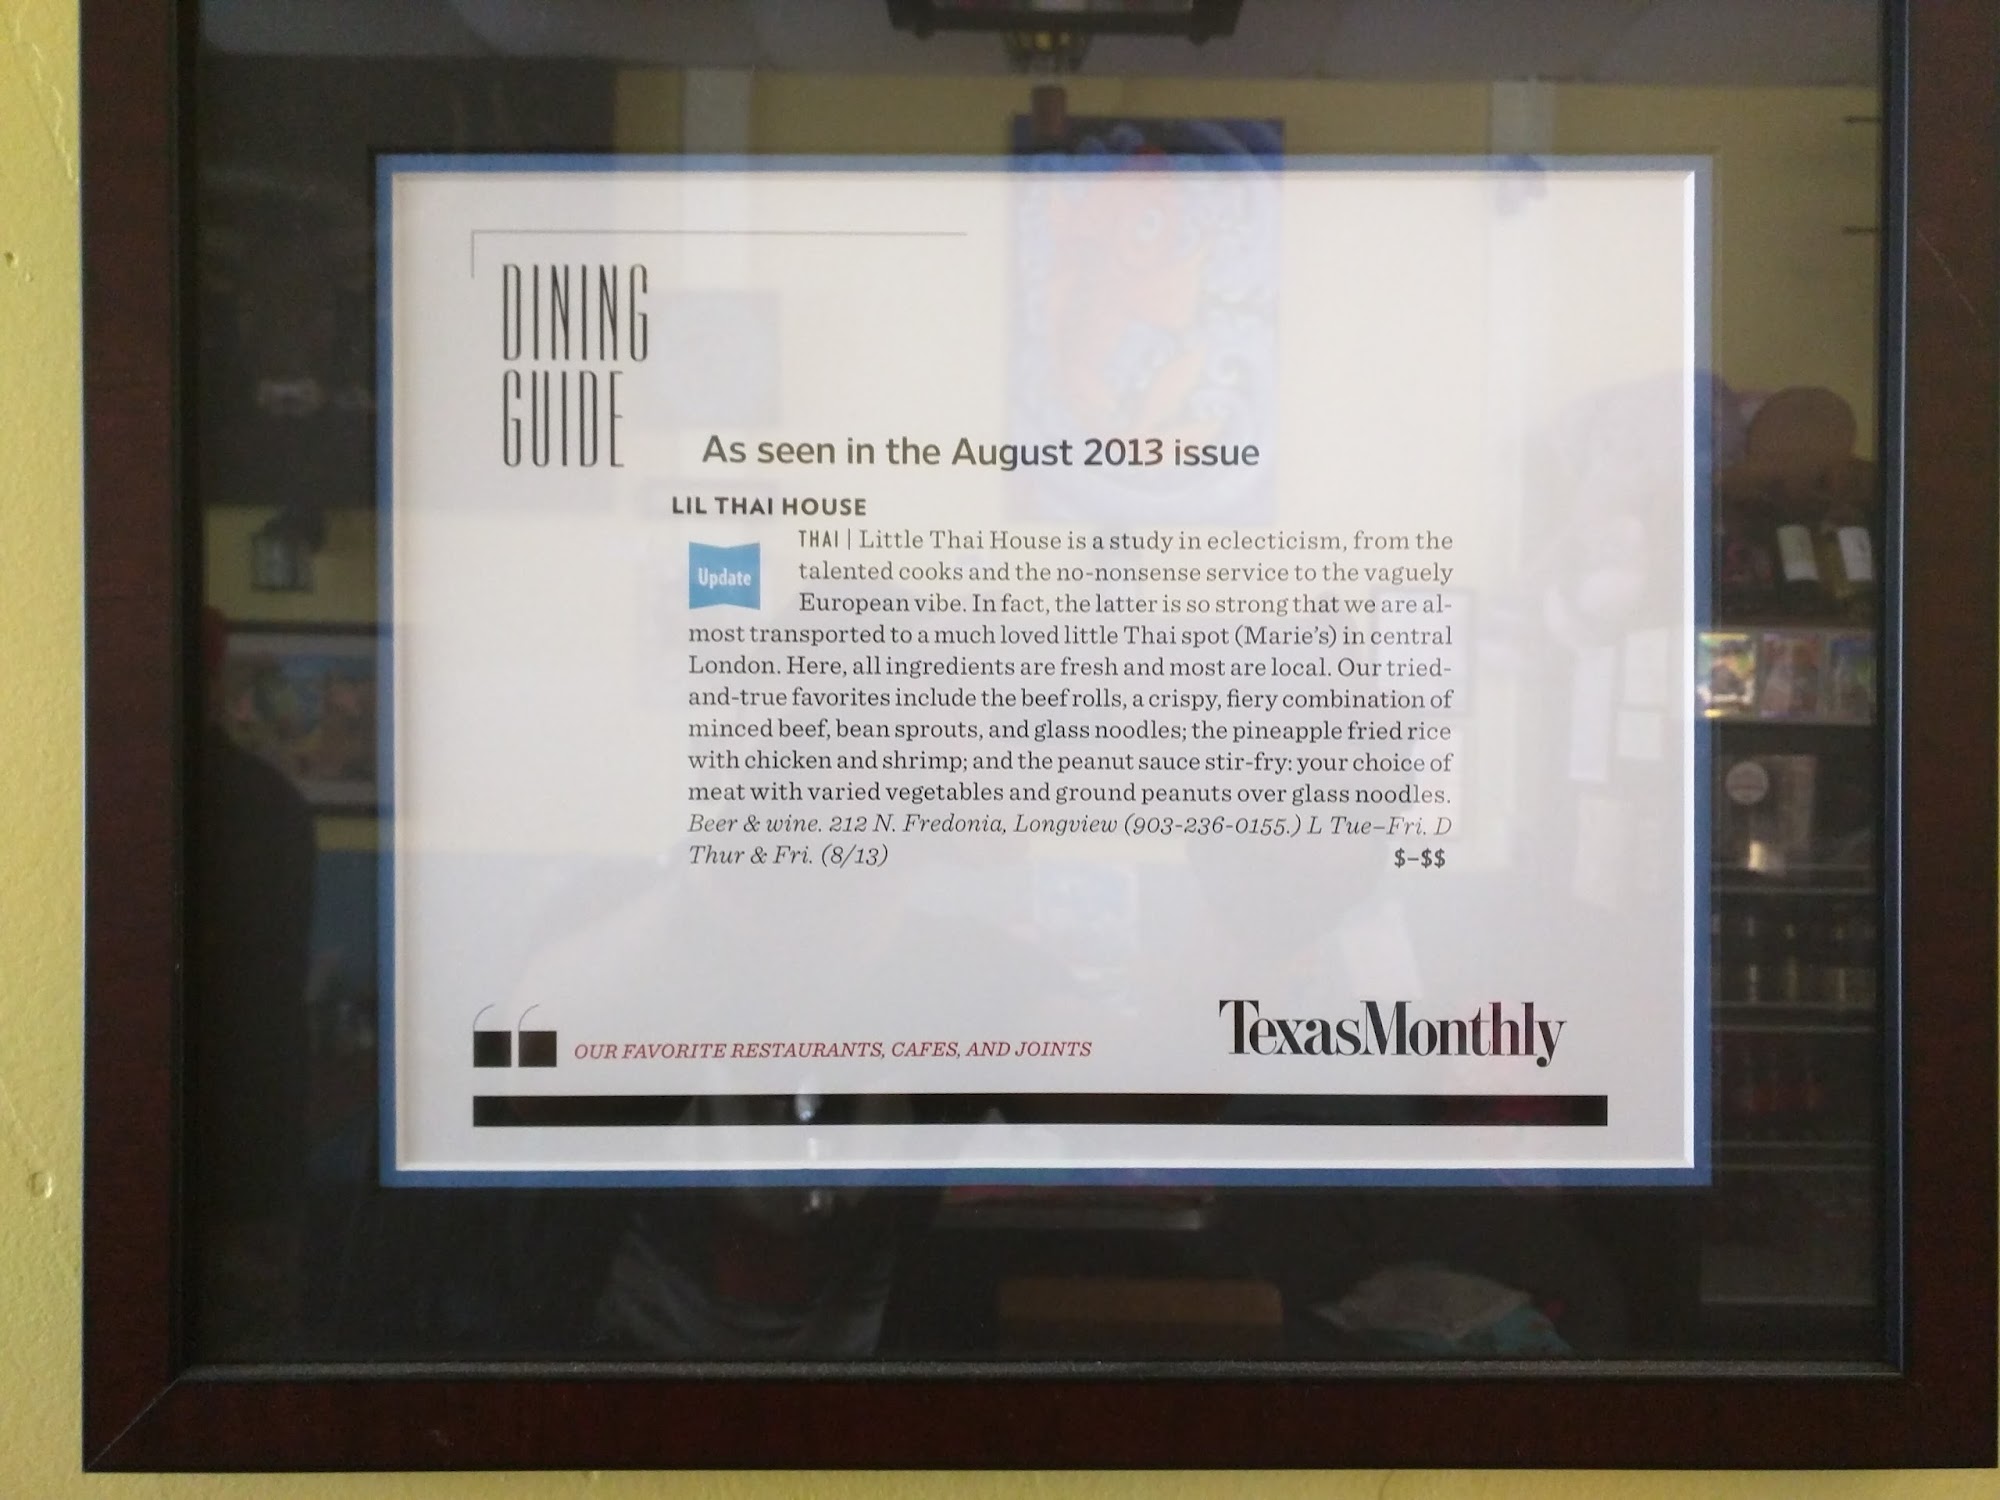 DINING
GUIDE
As seen in the August 2013 issue
LIL THAI HOUSE
Update
THAI | Little Thai House is a study in eclecticism, from the
talented cooks and the no-nonsense service to the vaguely
European vibe. In fact, the latter is so strong that we are al-
most transported to a much loved little Thai spot (Marie's) in central
London. Here, all ingredients are fresh and most are local. Our tried-
and-true favorites include the beef rolls, a crispy, fiery combination of
minced beef, bean sprouts, and glass noodles; the pineapple fried rice
with chicken and shrimp; and the peanut sauce stir-fry: your choice of
meat with varied vegetables and ground peanuts over glass noodles.
Beer & wine. 212 N. Fredonia, Longview (903-236-0155.) L Tue–Fri. D
Thur & Fri. (8/13) $–$$
OUR FAVORITE RESTAURANTS, CAFES, AND JOINTS
TexasMonthly